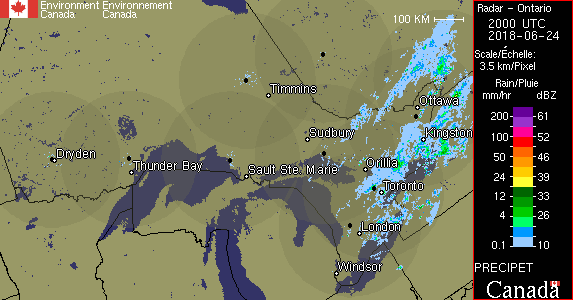 Environment Environnement
Canada Canada
100 KM
Timmins
Ottawa
Sudbury
Kingston
Dryden
Thunder Bay
Sault Ste. Marie
Orillia
Toronto
London
Windsor
Radar - Ontario
2000 UTC
2018-06-24
Scale/Échelle:
3.5 km/Pixel
Rain/Pluie
mm/hr dBZ
200 61
100 52
50 46
24 39
12 33
4 26
0.1 10
PRECIPET
Canada